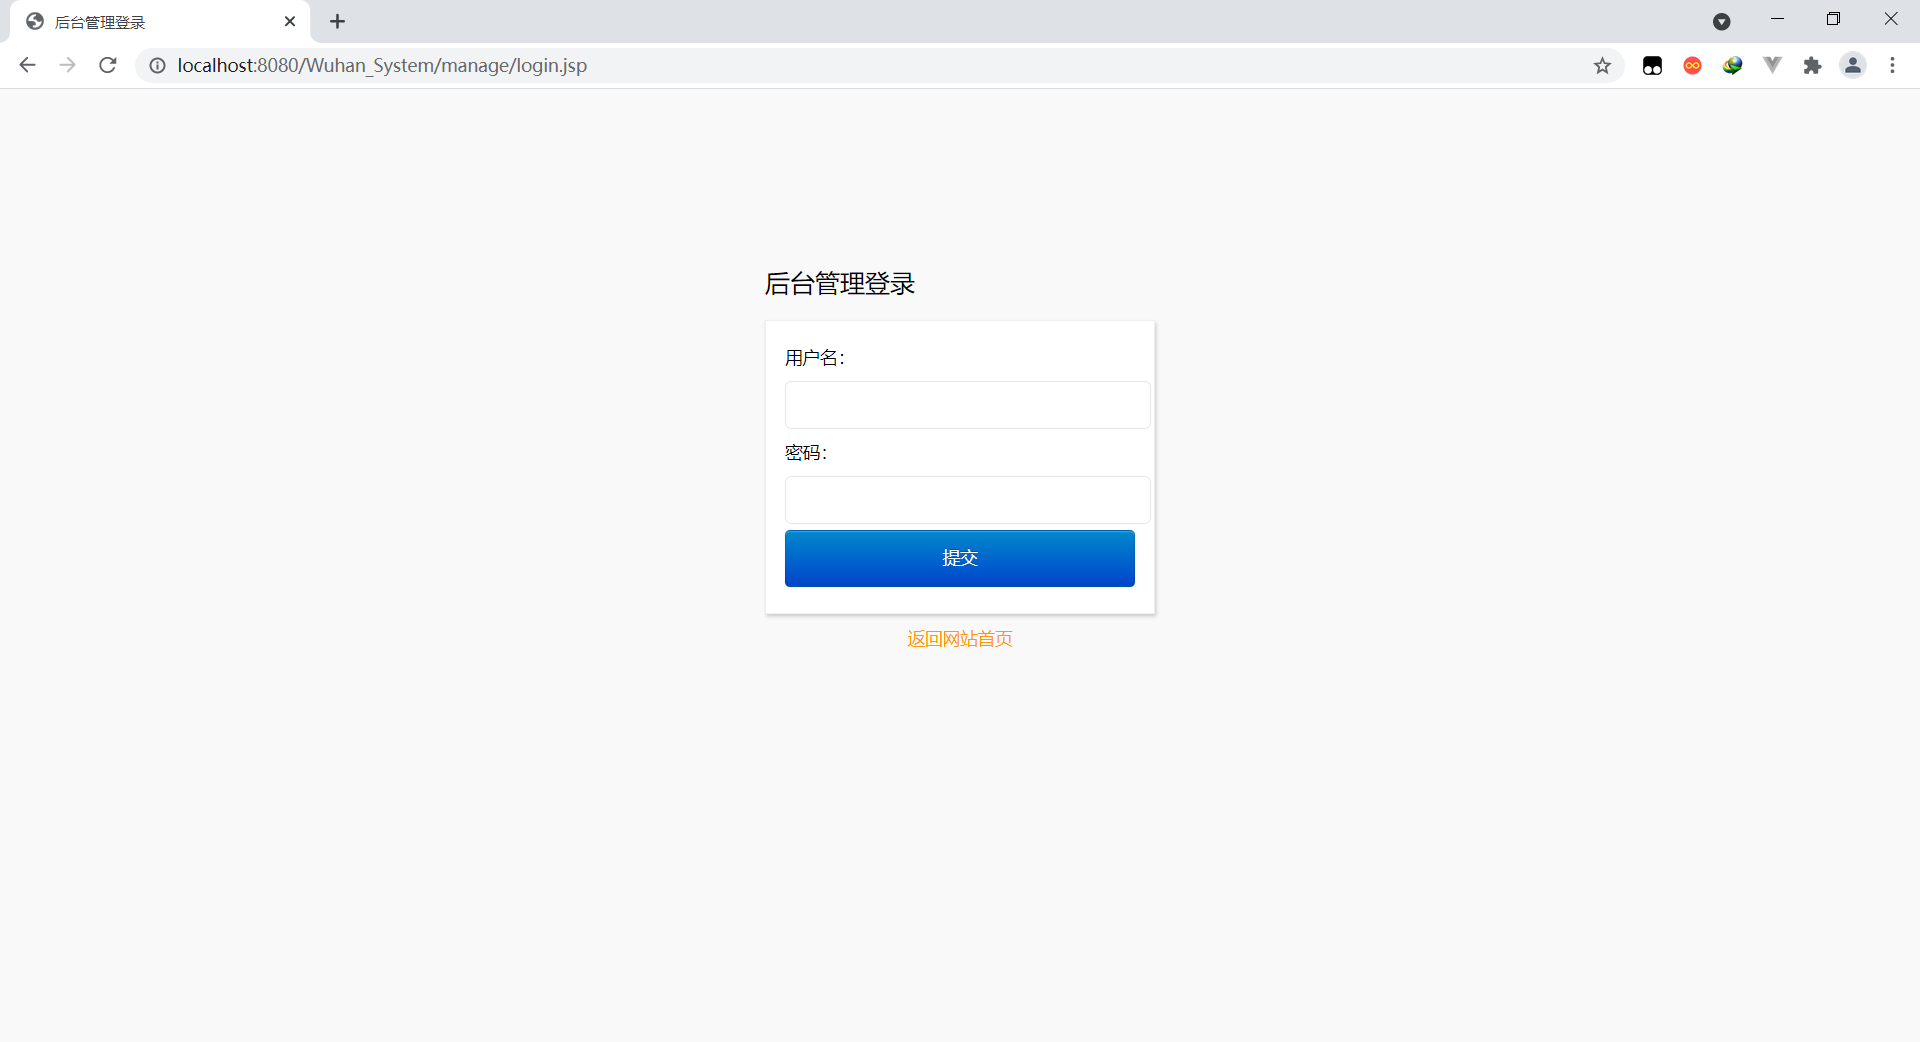 后台管理登录
localhost:8080/Wuhan_System/manage/login.jsp
后台管理登录
用户名：
密码：
提交
返回网站首页